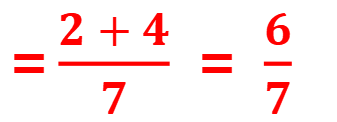 = (2 + 4)/7 = 6/7